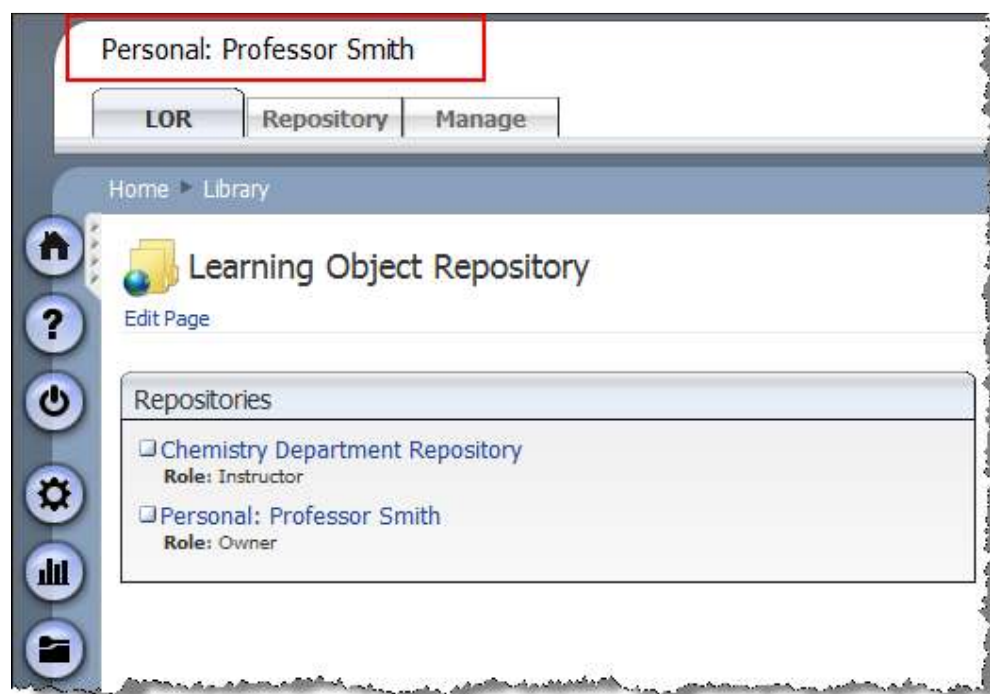 Personal: Professor Smith
LOR Repository Manage
Home Library
Learning Object Repository
Edit Page
?
Repositories
Chemistry Department Repository
Role: Instructor
Personal: Professor Smith
Role: Owner